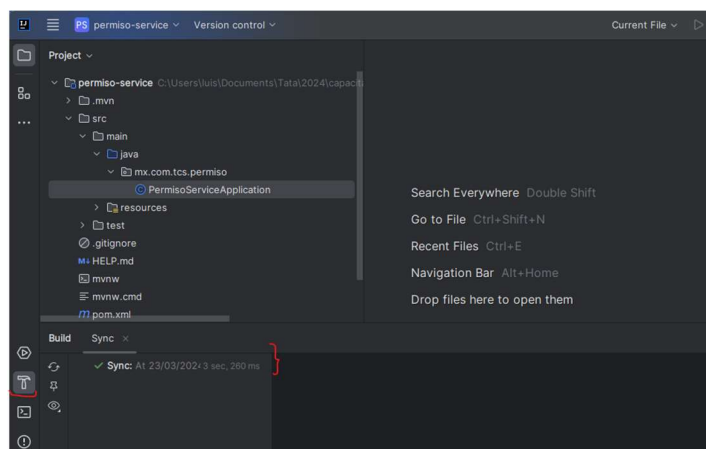 PS permiso-service Version control Current File
Project
permiso-service C:\Users\luis\Documents\Tata\2024\capacit
.mvn
src
main
java
mx.com.tcs.permiso
PermisoServiceApplication
resources
test
.gitignore
HELP.md
mvnw
mvnw.cmd
pom.xml
Search Everywhere Double Shift
Go to File Ctrl+Shift+N
Recent Files Ctrl+E
Navigation Bar Alt+Home
Drop files here to open them
Build Sync
Sync: At 23/03/202 3 sec, 260 ms